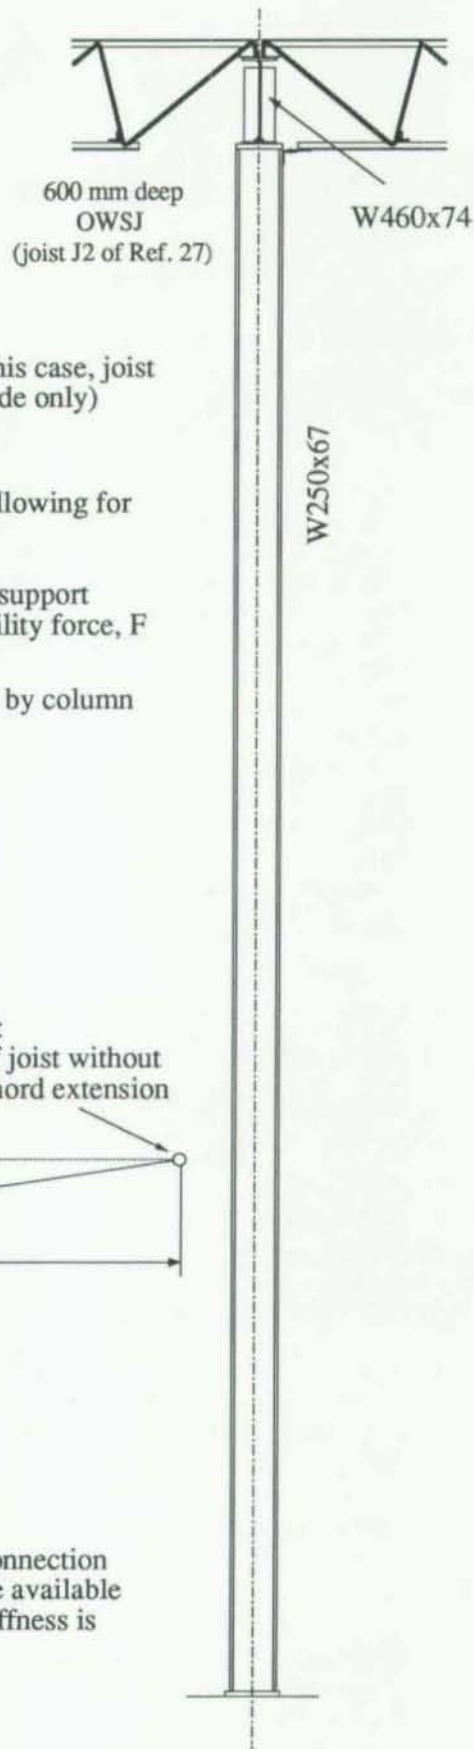 600 mm deep
OWSJ
(joist J2 of Ref. 27)
W460x74
his case, joist
de only)
W250x67
llowing for
support
ility force, F
by column
joist without
hord extension
onnection
e available
ffness is